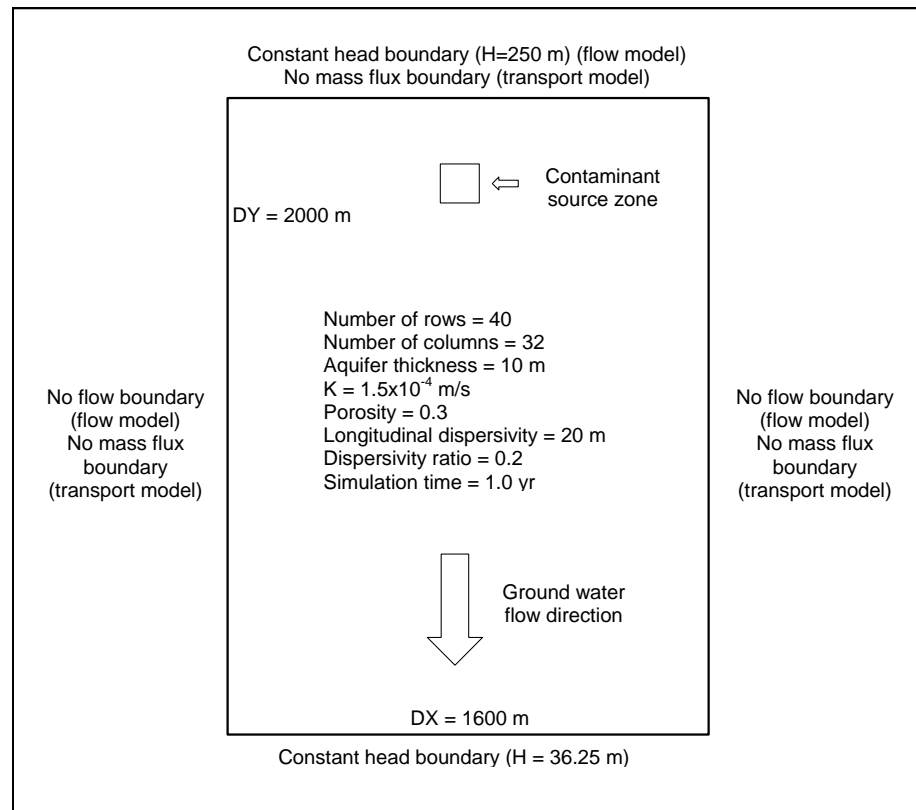 Constant head boundary (H=250 m) (flow model)
No mass flux boundary (transport model)
Contaminant
source zone
DY = 2000 m
Number of rows = 40
Number of columns = 32
Aquifer thickness = 10 m
K = 1.5x10⁻⁴ m/s
Porosity = 0.3
Longitudinal dispersivity = 20 m
Dispersivity ratio = 0.2
Simulation time = 1.0 yr
No flow boundary
(flow model)
No mass flux
boundary
(transport model)
No flow boundary
(flow model)
No mass flux
boundary
(transport model)
Ground water
flow direction
DX = 1600 m
Constant head boundary (H = 36.25 m)